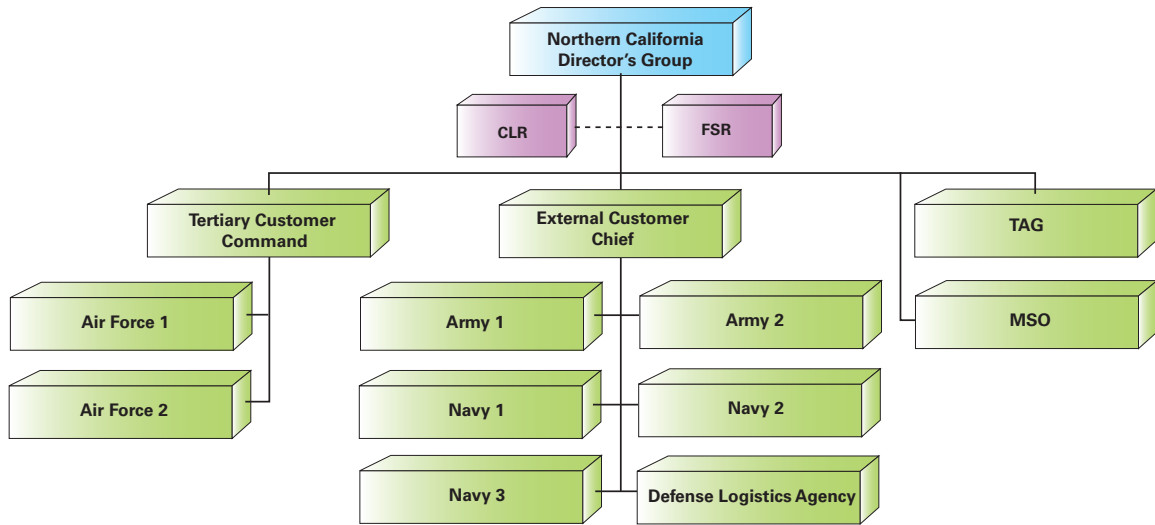 Northern California
Director's Group
CLR
FSR
Tertiary Customer
Command
External Customer
Chief
TAG
Air Force 1
Army 1
Army 2
MSO
Air Force 2
Navy 1
Navy 2
Navy 3
Defense Logistics Agency